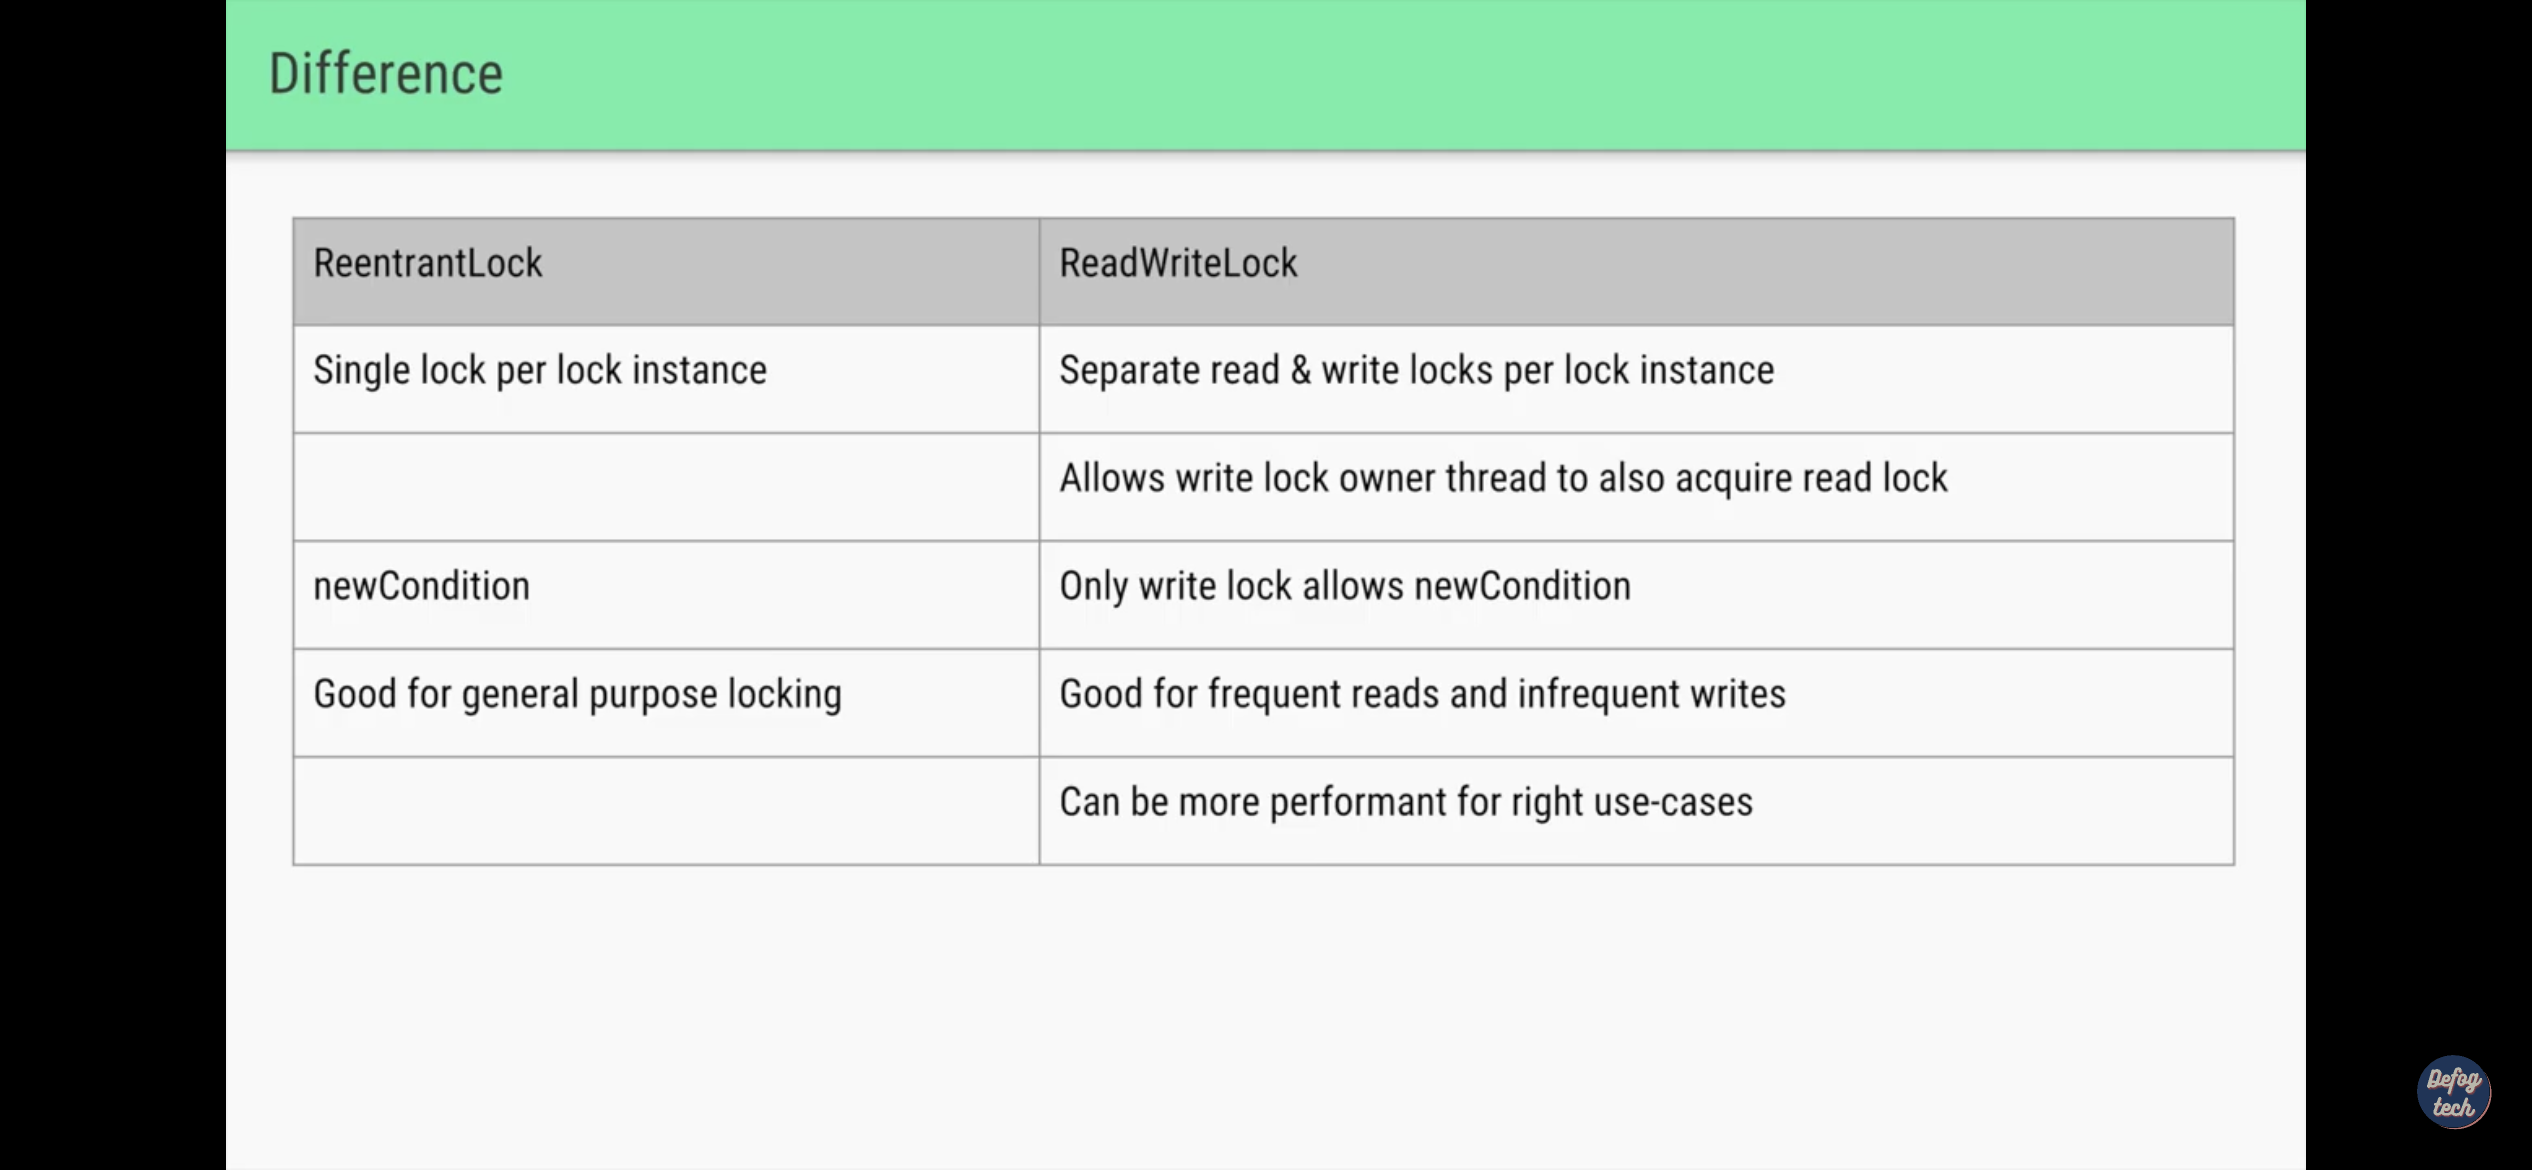 Difference
ReentrantLock
ReadWriteLock
Single lock per lock instance
Separate read & write locks per lock instance
Allows write lock owner thread to also acquire read lock
newCondition
Only write lock allows newCondition
Good for general purpose locking
Good for frequent reads and infrequent writes
Can be more performant for right use-cases
Defog
tech